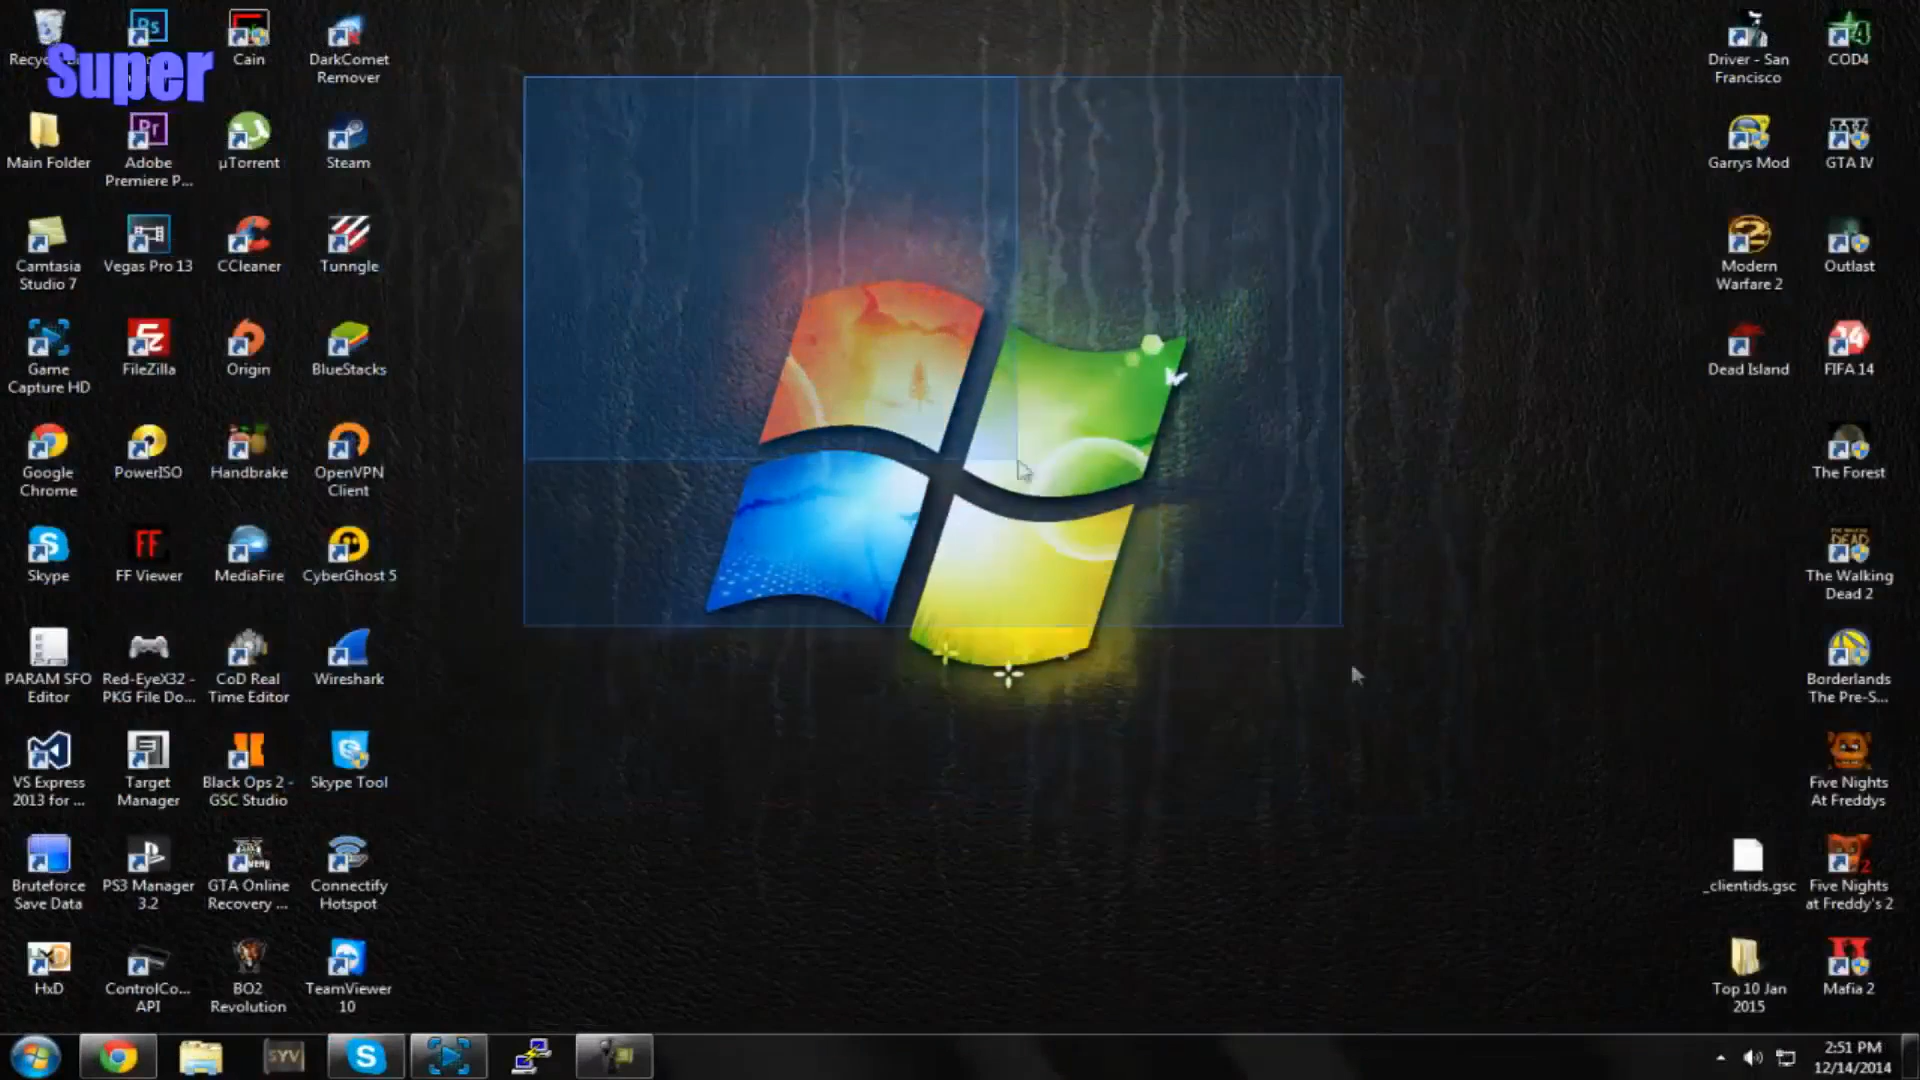 Super
Cain
DarkComet
Remover
Main Folder
Adobe
Premiere P...
µTorrent
Steam
Camtasia
Studio 7
Vegas Pro 13
CCleaner
Tunngle
Game
Capture HD
FileZilla
Origin
BlueStacks
Google
Chrome
PowerISO
Handbrake
OpenVPN
Client
Skype
FF Viewer
MediaFire
CyberGhost 5
PARAM SFO
Editor
Red-EyeX32 -
PKG File Do...
CoD Real
Time Editor
Wireshark
VS Express
2013 for ...
Target
Manager
Black Ops 2 -
GSC Studio
Skype Tool
Bruteforce
Save Data
PS3 Manager
3.2
GTA Online
Recovery ...
Connectify
Hotspot
HxD
ControlCo...
API
BO2
Revolution
TeamViewer
10
Driver - San
Francisco
COD4
Garrys Mod
GTA IV
Modern
Warfare 2
Outlast
Dead Island
FIFA 14
The Forest
The Walking
Dead 2
Borderlands
The Pre-S...
Five Nights
At Freddys
_clientids.gsc
Five Nights
at Freddy's 2
Top 10 Jan
2015
Mafia 2
SYV
2:51 PM
12/14/2014